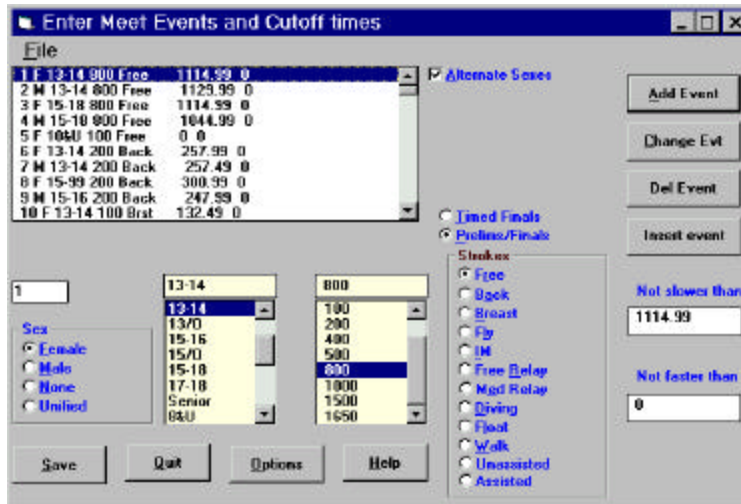 Enter Meet Events and Cutoff times
File
1 F 13-14 800 Free 1114.99 0
2 M 13-14 800 Free 1129.99 0
3 F 15-18 800 Free 1114.99 0
4 M 15-18 800 Free 1044.99 0
5 F 10&U 100 Free 0 0
6 F 13-14 200 Back 257.99 0
7 M 13-14 200 Back 257.49 0
8 F 15-99 200 Back 300.99 0
9 M 15-16 200 Back 247.99 0
10 F 13-14 100 Brst 132.49 0
Alternate Sexes
Add Event
Change Evt
Del Event
Insert event
Timed Finals
Prelims/Finals
Strokes
Free
Back
Breast
Fly
IM
Free Relay
Med Relay
Diving
Float
Walk
Unassisted
Assisted
Not slower than
1114.99
Not faster than
0
1
Sex
Female
Male
None
Unified
13-14
13-14
13/O
15-16
15/O
15-18
17-18
Senior
8&U
800
100
200
400
500
800
1000
1500
1650
Save
Quit
Options
Help